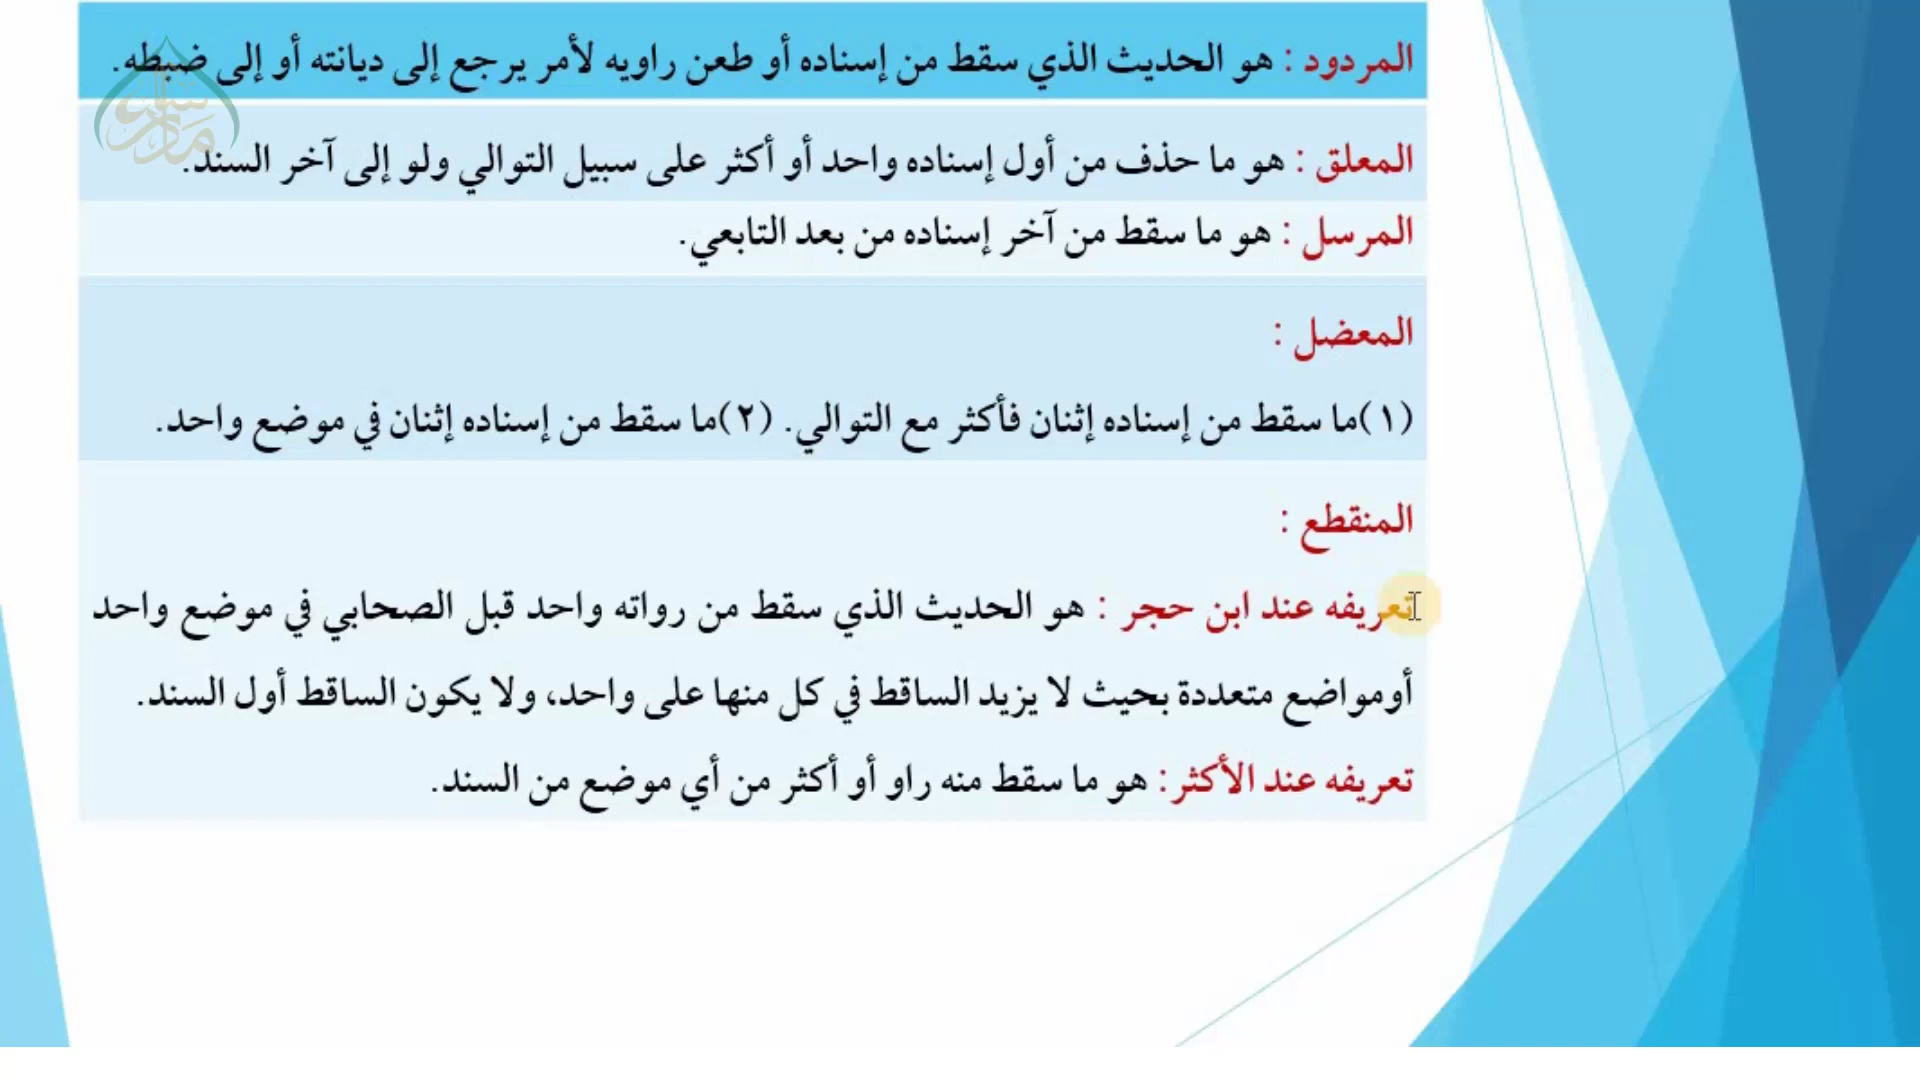 المردود : هو الحديث الذي سقط من إسناده أو طعن راويه لأمر يرجع إلى ديانته أو إلى ضبطه.
المعلق : هو ما حذف من أول إسناده واحد أو أكثر على سبيل التوالي ولو إلى آخر السند.
المرسل : هو ما سقط من آخر إسناده من بعد التابعي.
المعضل :
(١)ما سقط من إسناده إثنان فأكثر مع التوالي. (٢)ما سقط من إسناده إثنان في موضع واحد.
المنقطع :
تعريفه عند ابن حجر : هو الحديث الذي سقط من رواته واحد قبل الصحابي في موضع واحد
أومواضع متعددة بحيث لا يزيد الساقط في كل منها على واحد، ولا يكون الساقط أول السند.
تعريفه عند الأكثر: هو ما سقط منه راو أو أكثر من أي موضع من السند.